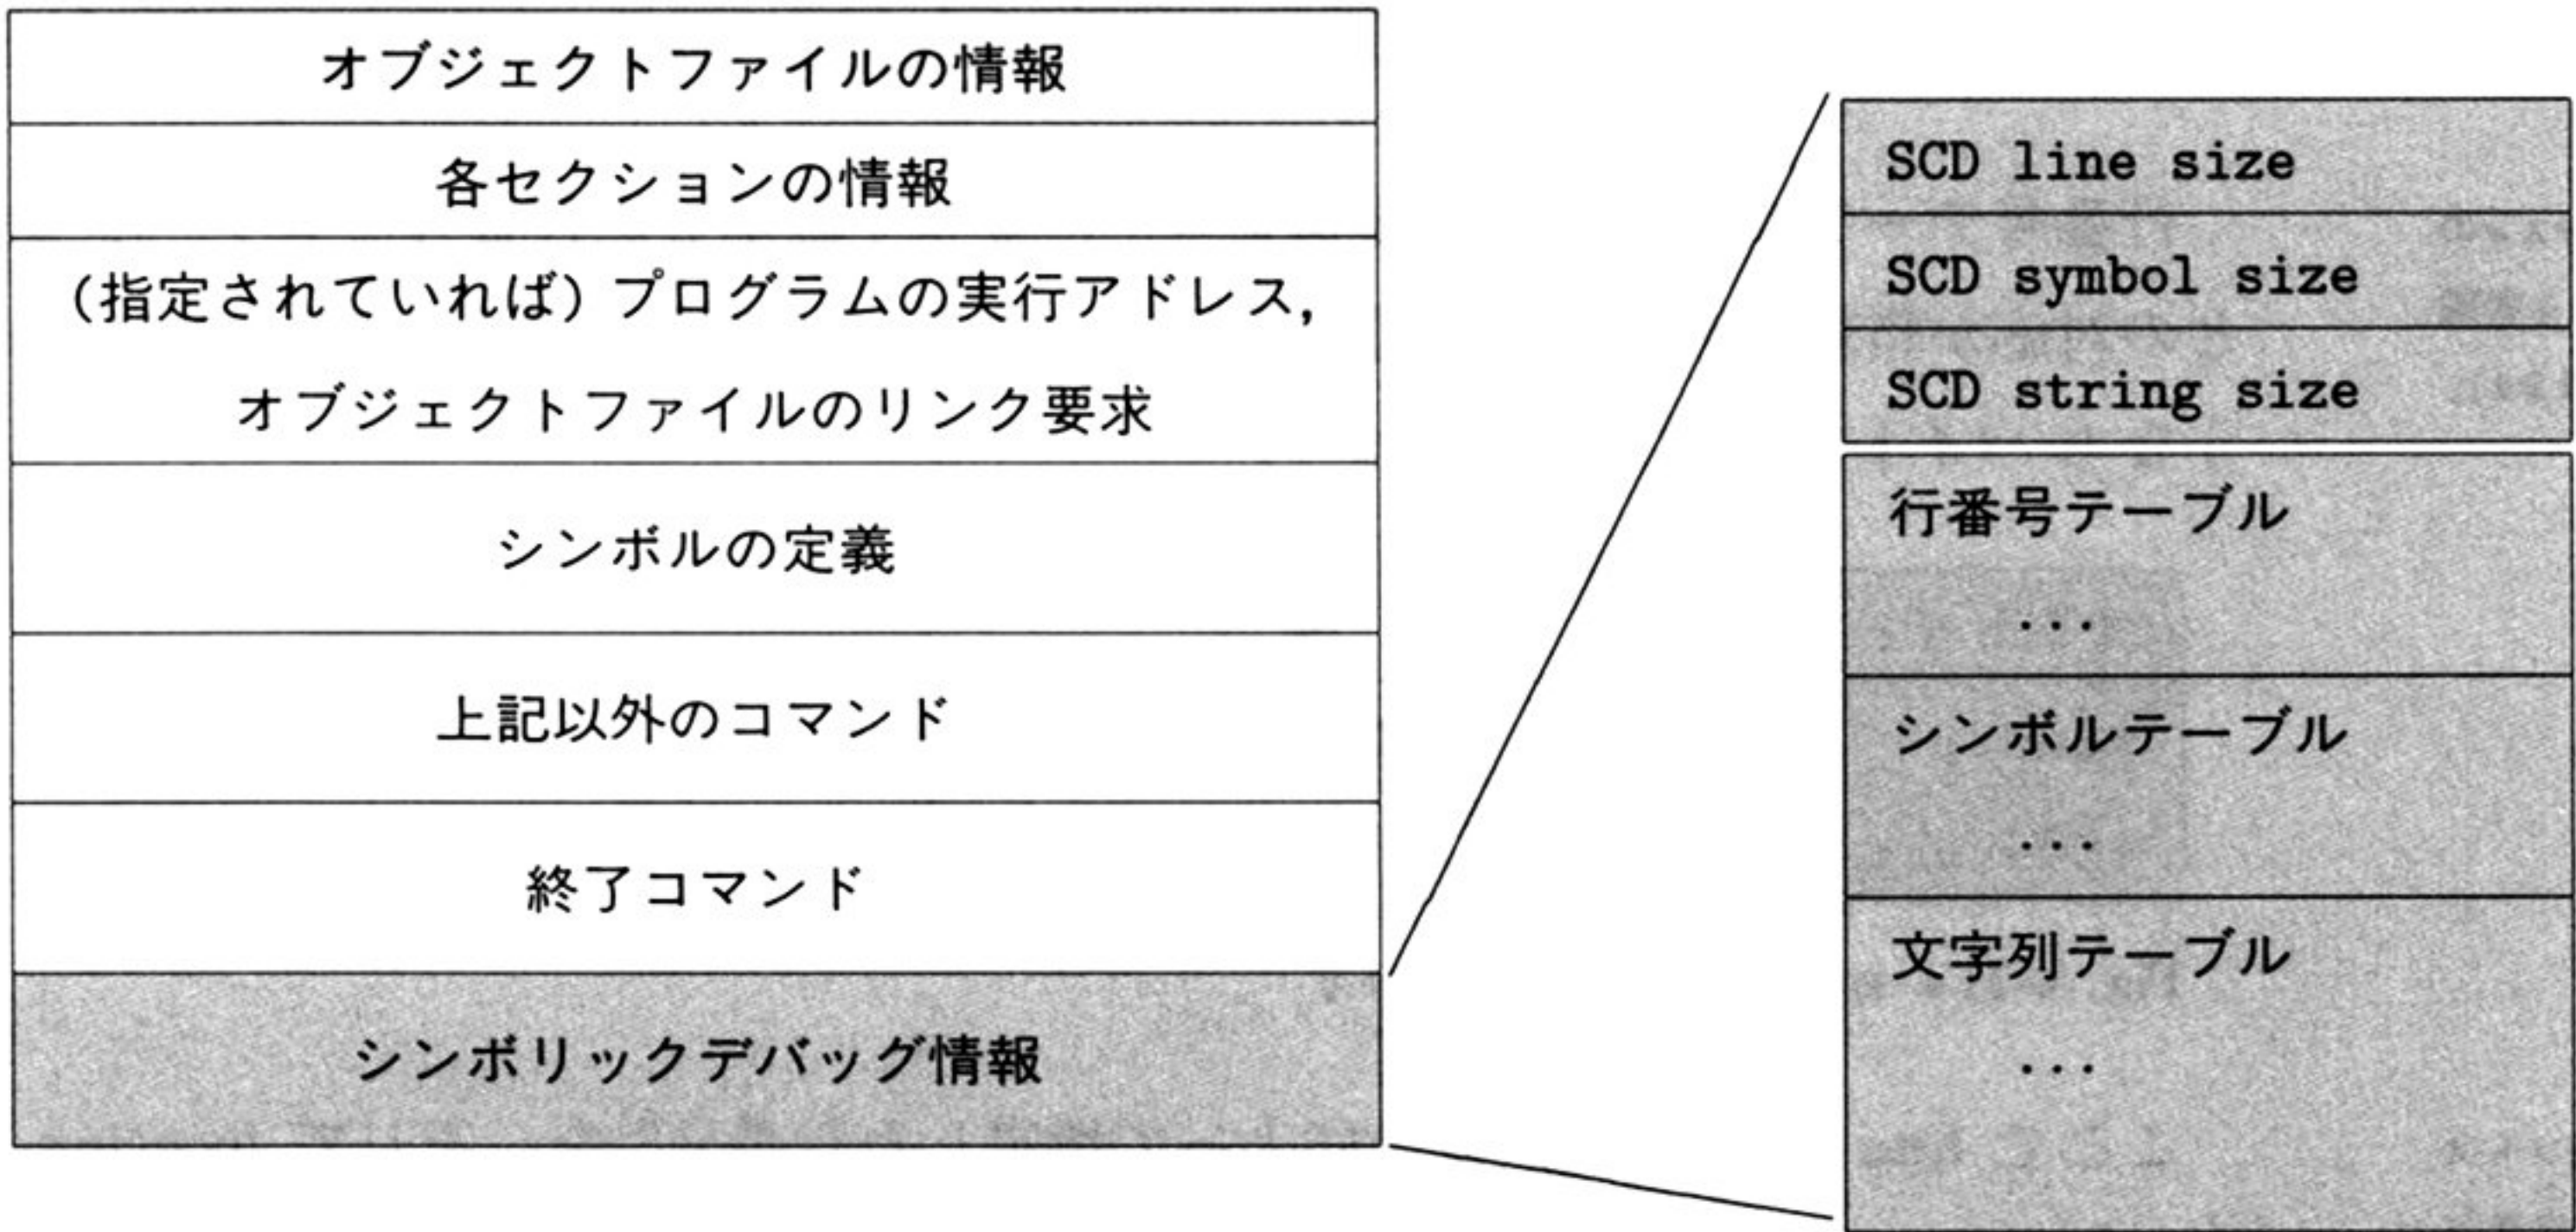 オブジェクトファイルの情報
各セクションの情報
(指定されていれば) プログラムの実行アドレス,
オブジェクトファイルのリンク要求
シンボルの定義
上記以外のコマンド
終了コマンド
シンボリックデバッグ情報
SCD line size
SCD symbol size
SCD string size
行番号テーブル
...
シンボルテーブル
...
文字列テーブル
...